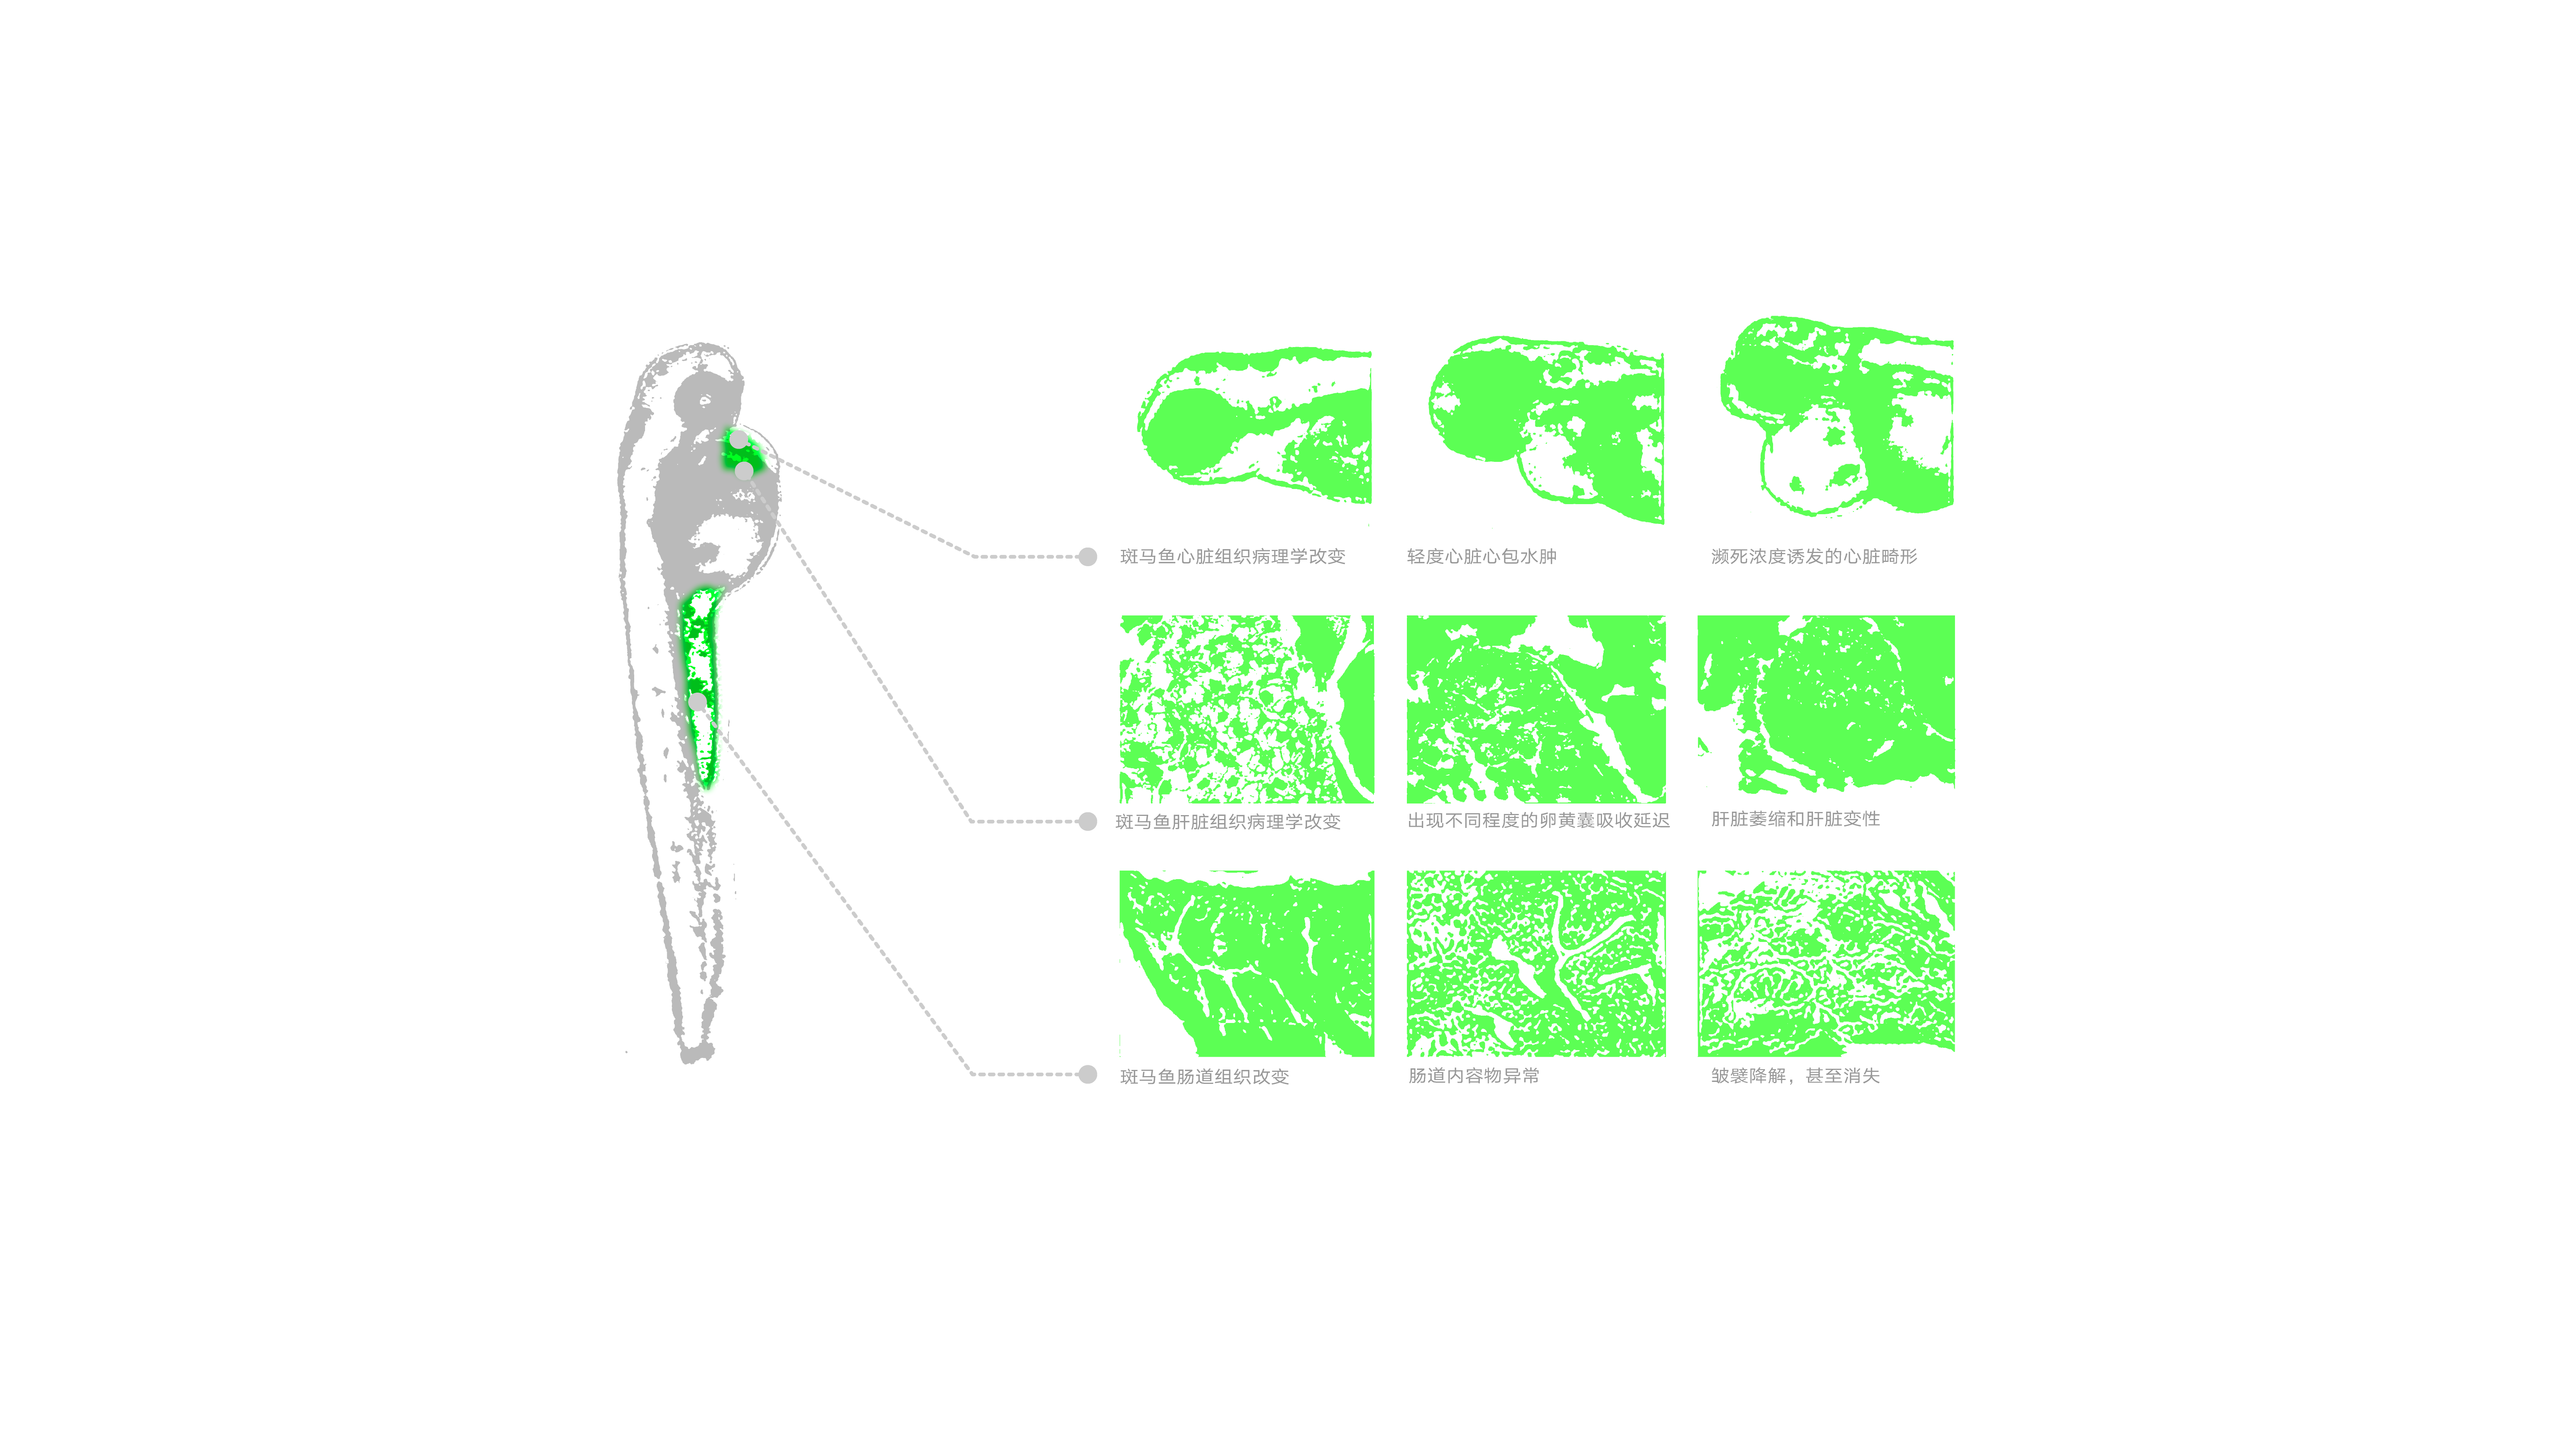 斑马鱼心脏组织病理学改变
轻度心脏心包水肿
濒死浓度诱发的心脏畸形
斑马鱼肝脏组织病理学改变
出现不同程度的卵黄囊吸收延迟
肝脏萎缩和肝脏变性
斑马鱼肠道组织改变
肠道内容物异常
皱襞降解，甚至消失